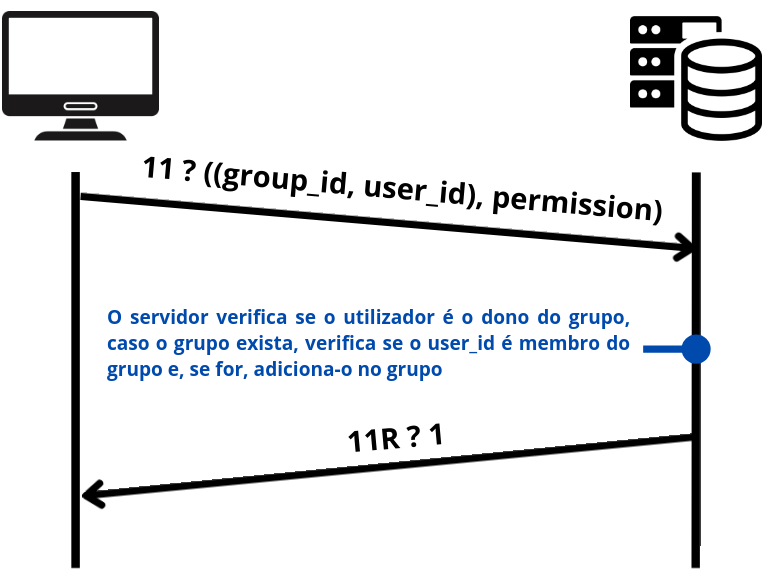 11 ? ((group_id, user_id), permission)
O servidor verifica se o utilizador é o dono do grupo,
caso o grupo exista, verifica se o user_id é membro do
grupo e, se for, adiciona-o no grupo
11R ? 1